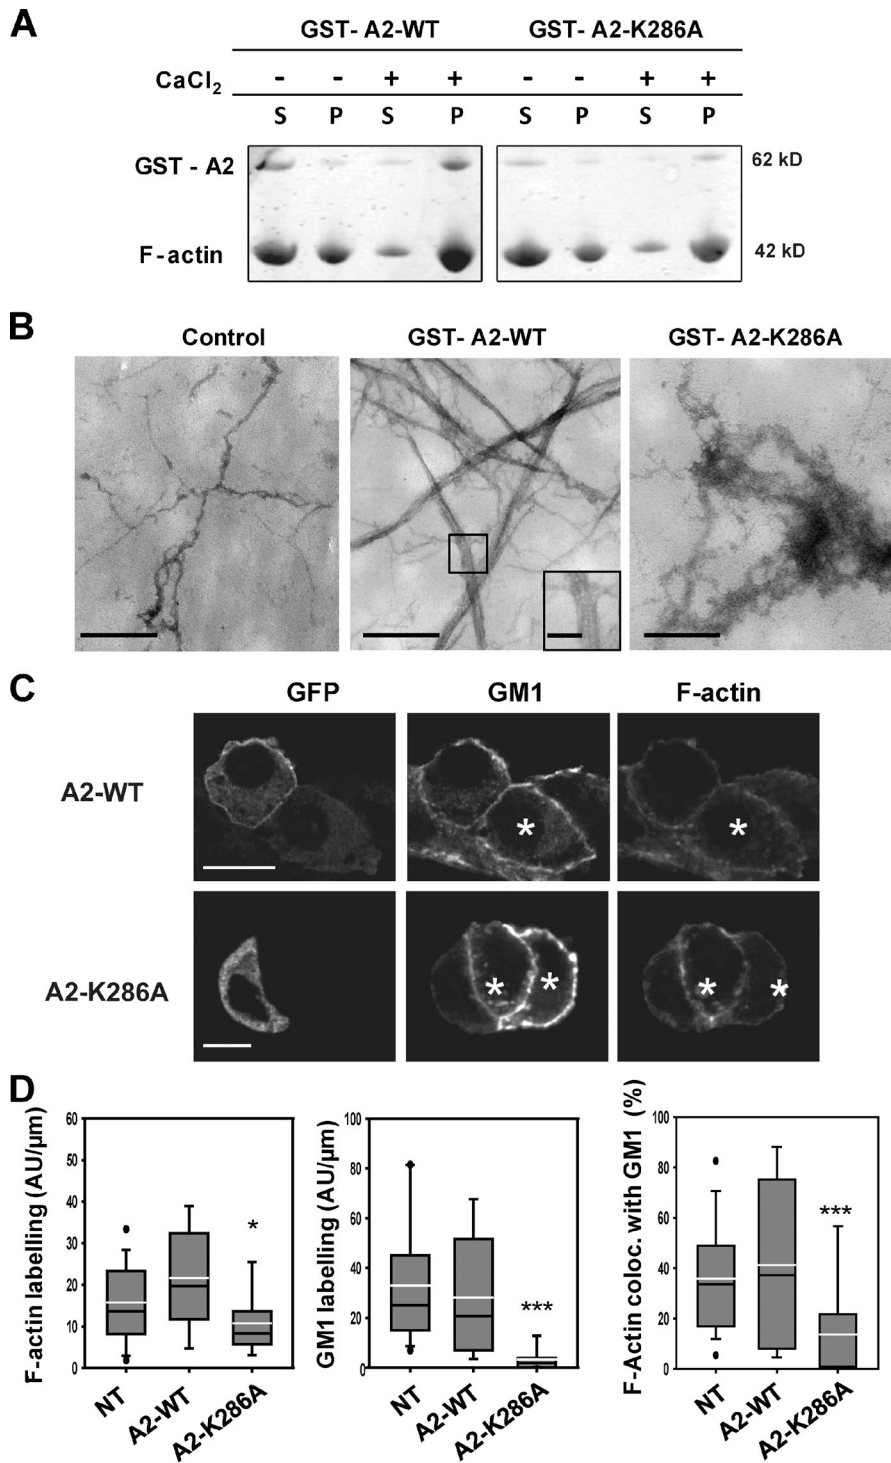 A
GST- A2-WT GST- A2-K286A
CaCl2 - - + + - - + +
S P S P S P S P
GST - A2 62 kD
F-actin 42 kD
B
Control GST- A2-WT GST- A2-K286A
C
GFP GM1 F-actin
A2-WT
* *
A2-K286A
* * * *
D
F-actin labelling (AU/µm)
60
50
40
30
20
10
0
*
NT A2-WT A2-K286A
GM1 labelling (AU/µm)
100
80
60
40
20
0
***
NT A2-WT A2-K286A
F-Actin coloc. with GM1 (%)
100
80
60
40
20
0
***
NT A2-WT A2-K286A